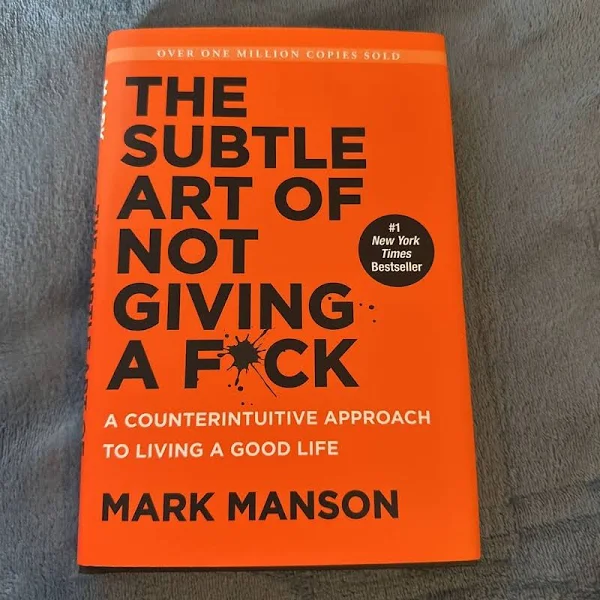 OVER ONE MILLION COPIES SOLD
THE
SUBTLE
ART OF
NOT
GIVING
A F*CK
#1
New York
Times
Bestseller
A COUNTERINTUITIVE APPROACH
TO LIVING A GOOD LIFE
MARK MANSON